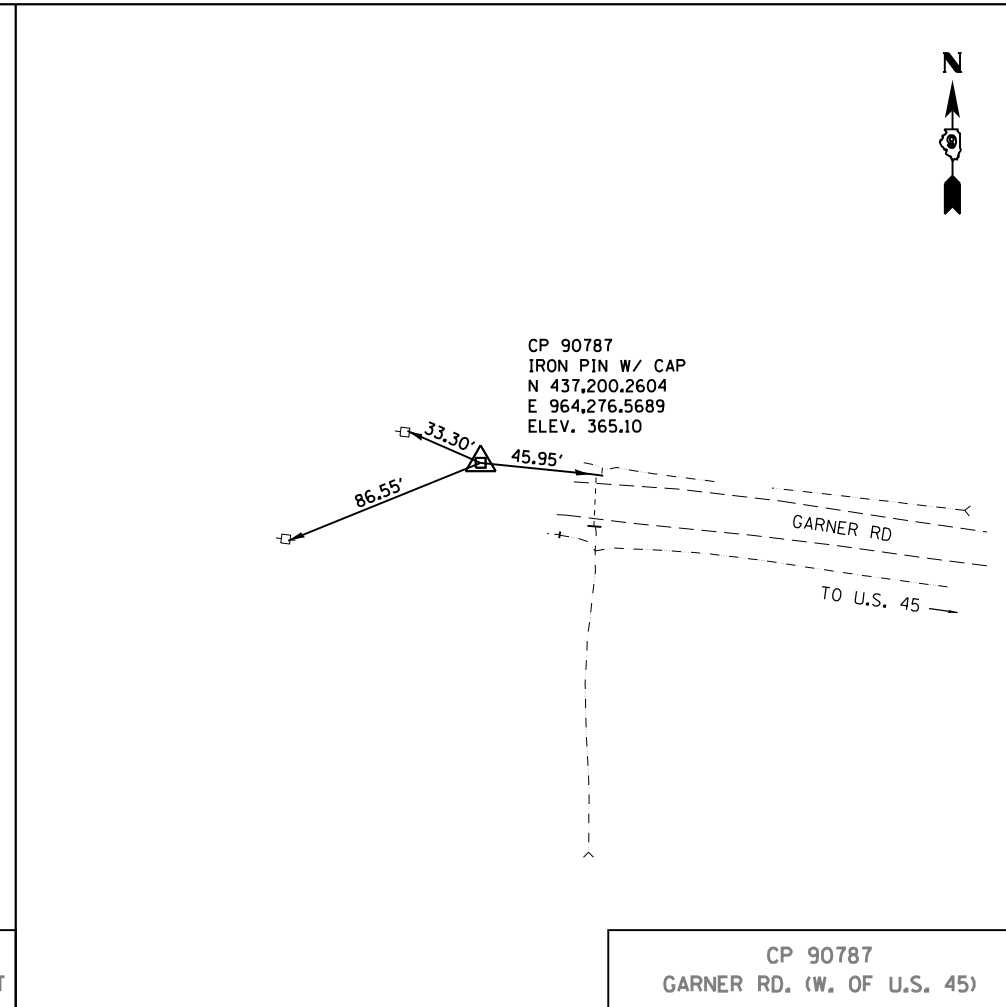 N
9
CP 90787
IRON PIN W/ CAP
N 437,200.2604
E 964,276.5689
ELEV. 365.10
33.30'
45.95'
86.55'
GARNER RD
TO U.S. 45
CP 90787
GARNER RD. (W. OF U.S. 45)
T